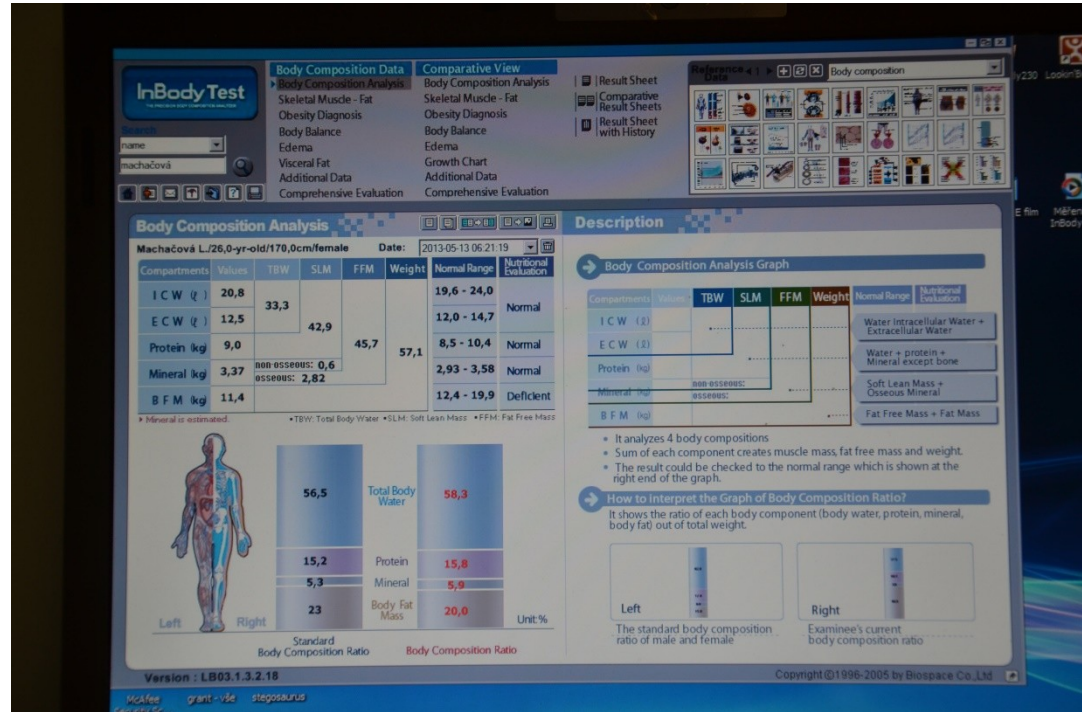 InBody Test
Search
name
machačová
Body Composition Data
Body Composition Analysis
Skeletal Muscle - Fat
Obesity Diagnosis
Body Balance
Edema
Visceral Fat
Additional Data
Comprehensive Evaluation
Comparative View
Body Composition Analysis
Skeletal Muscle - Fat
Obesity Diagnosis
Body Balance
Edema
Growth Chart
Additional Data
Comprehensive Evaluation
Result Sheet
Comparative
Result Sheets
Result Sheet
with History
Reference
Data
Body composition
Body Composition Analysis
Machačová L./26,0-yr-old/170,0cm/female Date: 2013-05-13 06:21:19
Compartments Values TBW SLM FFM Weight Normal Range Nutritional Evaluation
I C W (ℓ) 20,8 33,3 42,9 45,7 57,1 19,6 - 24,0 Normal
E C W (ℓ) 12,5 12,0 - 14,7
Protein (kg) 9,0 8,5 - 10,4 Normal
Mineral (kg) 3,37 non-osseous: 0,6 2,93 - 3,58 Normal
osseous: 2,82
B F M (kg) 11,4 12,4 - 19,9 Deficient
Mineral is estimated. •TBW: Total Body Water •SLM: Soft Lean Mass •FFM: Fat Free Mass
56,5 Total Body Water 58,3
15,2 Protein 15,8
5,3 Mineral 5,9
23 Body Fat Mass 20,0
Unit:%
Left Right
Standard
Body Composition Ratio
Body Composition Ratio
Description
Body Composition Analysis Graph
Compartments Values TBW SLM FFM Weight Normal Range Nutritional Evaluation
I C W (ℓ)
E C W (ℓ)
Protein (kg)
Mineral (kg) non-osseous:
osseous:
B F M (kg)
Water Intracellular Water +
Extracellular Water
Water + protein +
Mineral except bone
Soft Lean Mass +
Osseous Mineral
Fat Free Mass + Fat Mass
• It analyzes 4 body compositions
• Sum of each component creates muscle mass, fat free mass and weight.
• The result could be checked to the normal range which is shown at the
right end of the graph.
How to interpret the Graph of Body Composition Ratio?
It shows the ratio of each body component (body water, protein, mineral,
body fat) out of total weight.
Left
The standard body composition
ratio of male and female
Right
Examinee's current
body composition ratio
Version : LB03.1.3.2.18
Copyright©1996-2005 by Biospace Co.,Ltd
McAfee grant - vše stegosaurus
E film
InBody